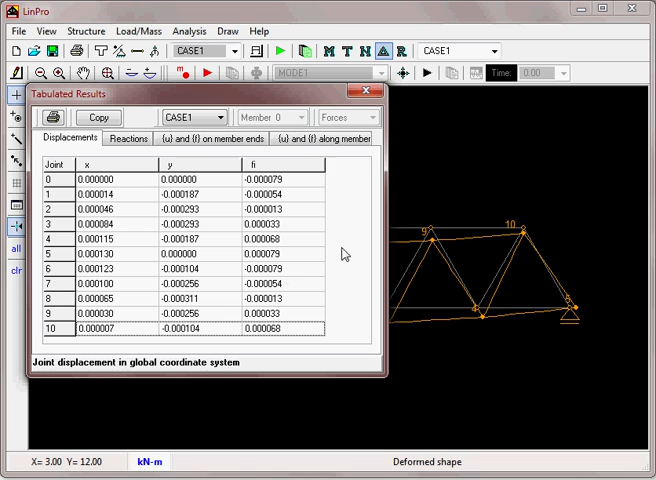 LinPro
File View Structure Load/Mass Analysis Draw Help
CASE1 M T N R CASE1
m MODE1 Time: 0.00
Tabulated Results
Copy CASE1 Member 0 Forces
Displacements Reactions {u} and {f} on member ends {u} and {f} along member
Joint x y fi
0 0.000000 0.000000 -0.000079
1 0.000014 -0.000187 -0.000054
2 0.000046 -0.000293 -0.000013
3 0.000084 -0.000293 0.000033
4 0.000115 -0.000187 0.000068
5 0.000130 0.000000 0.000079
6 0.000123 -0.000104 -0.000079
7 0.000100 -0.000256 -0.000054
8 0.000065 -0.000311 -0.000013
9 0.000030 -0.000256 0.000033
10 0.000007 -0.000104 0.000068
Joint displacement in global coordinate system
all
clr
9 10
4 5
X= 3.00 Y= 12.00 kN-m Deformed shape